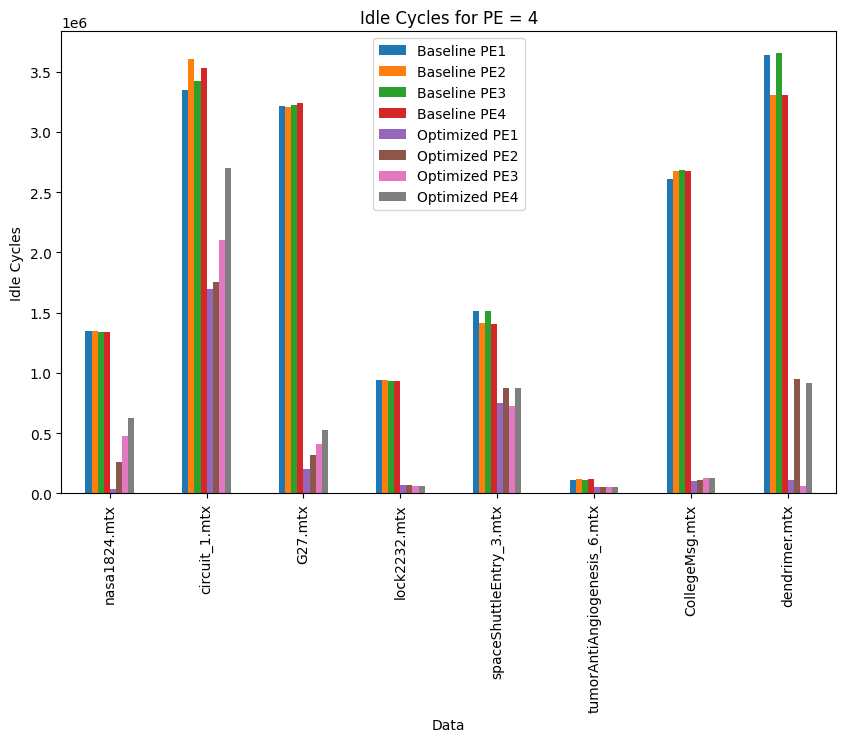 Idle Cycles for PE = 4
1e6
3.5
3.0
2.5
2.0
1.5
1.0
0.5
0.0
Idle Cycles
Baseline PE1
Baseline PE2
Baseline PE3
Baseline PE4
Optimized PE1
Optimized PE2
Optimized PE3
Optimized PE4
nasa1824.mtx
circuit_1.mtx
G27.mtx
lock2232.mtx
spaceShuttleEntry_3.mtx
tumorAntiAngiogenesis_6.mtx
CollegeMsg.mtx
dendrimer.mtx
Data